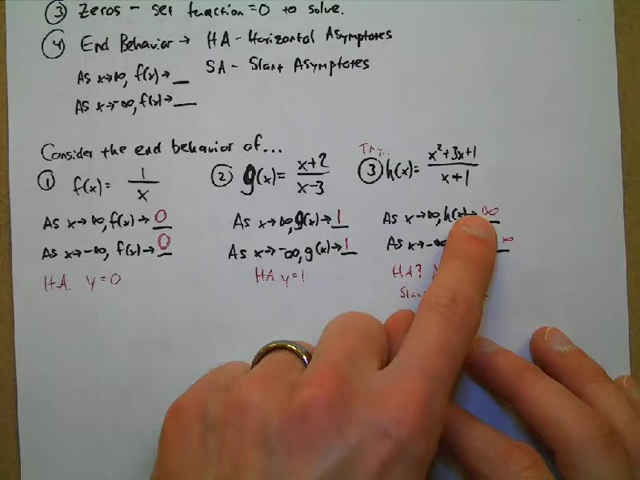 ③ Zeros - set function = 0 to solve.
④ End Behavior → HA - Horizontal Asymptotes
As x→∞, f(x)→__ SA - Slant Asymptotes
As x→-∞, f(x)→__
Consider the end behavior of...
① f(x) = 1/x ② g(x) = (x+2)/(x-3) Try... ③ h(x) = (x²+3x+1)/(x+1)
As x→∞, f(x)→0 As x→∞, g(x)→1 As x→∞, h(x)→∞
As x→-∞, f(x)→0 As x→-∞, g(x)→1 As x→-∞
HA y=0 HA y=1 HA?